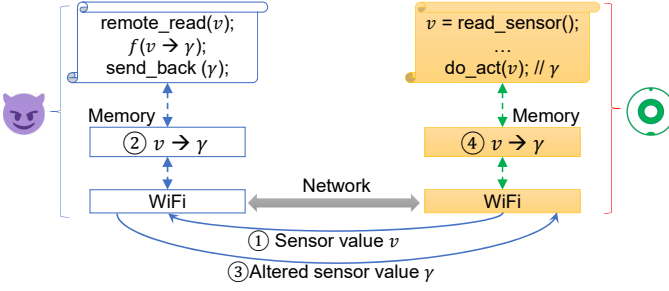 remote_read(v);
f(v → γ);
send_back (γ);
Memory
② v → γ
WiFi
v = read_sensor();
...
do_act(v); // γ
Memory
④ v → γ
WiFi
Network
① Sensor value v
③Altered sensor value γ